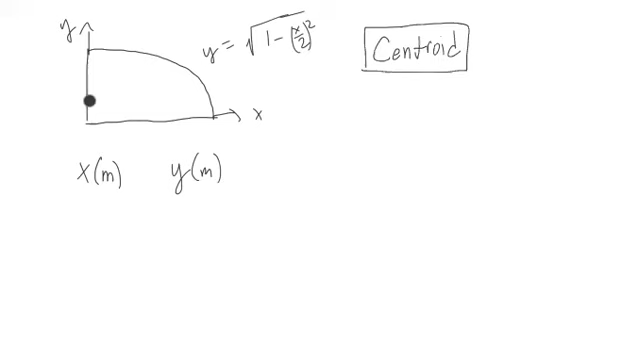 y
y = √(1 - (x/2)²)
Centroid
x
x(m) y(m)